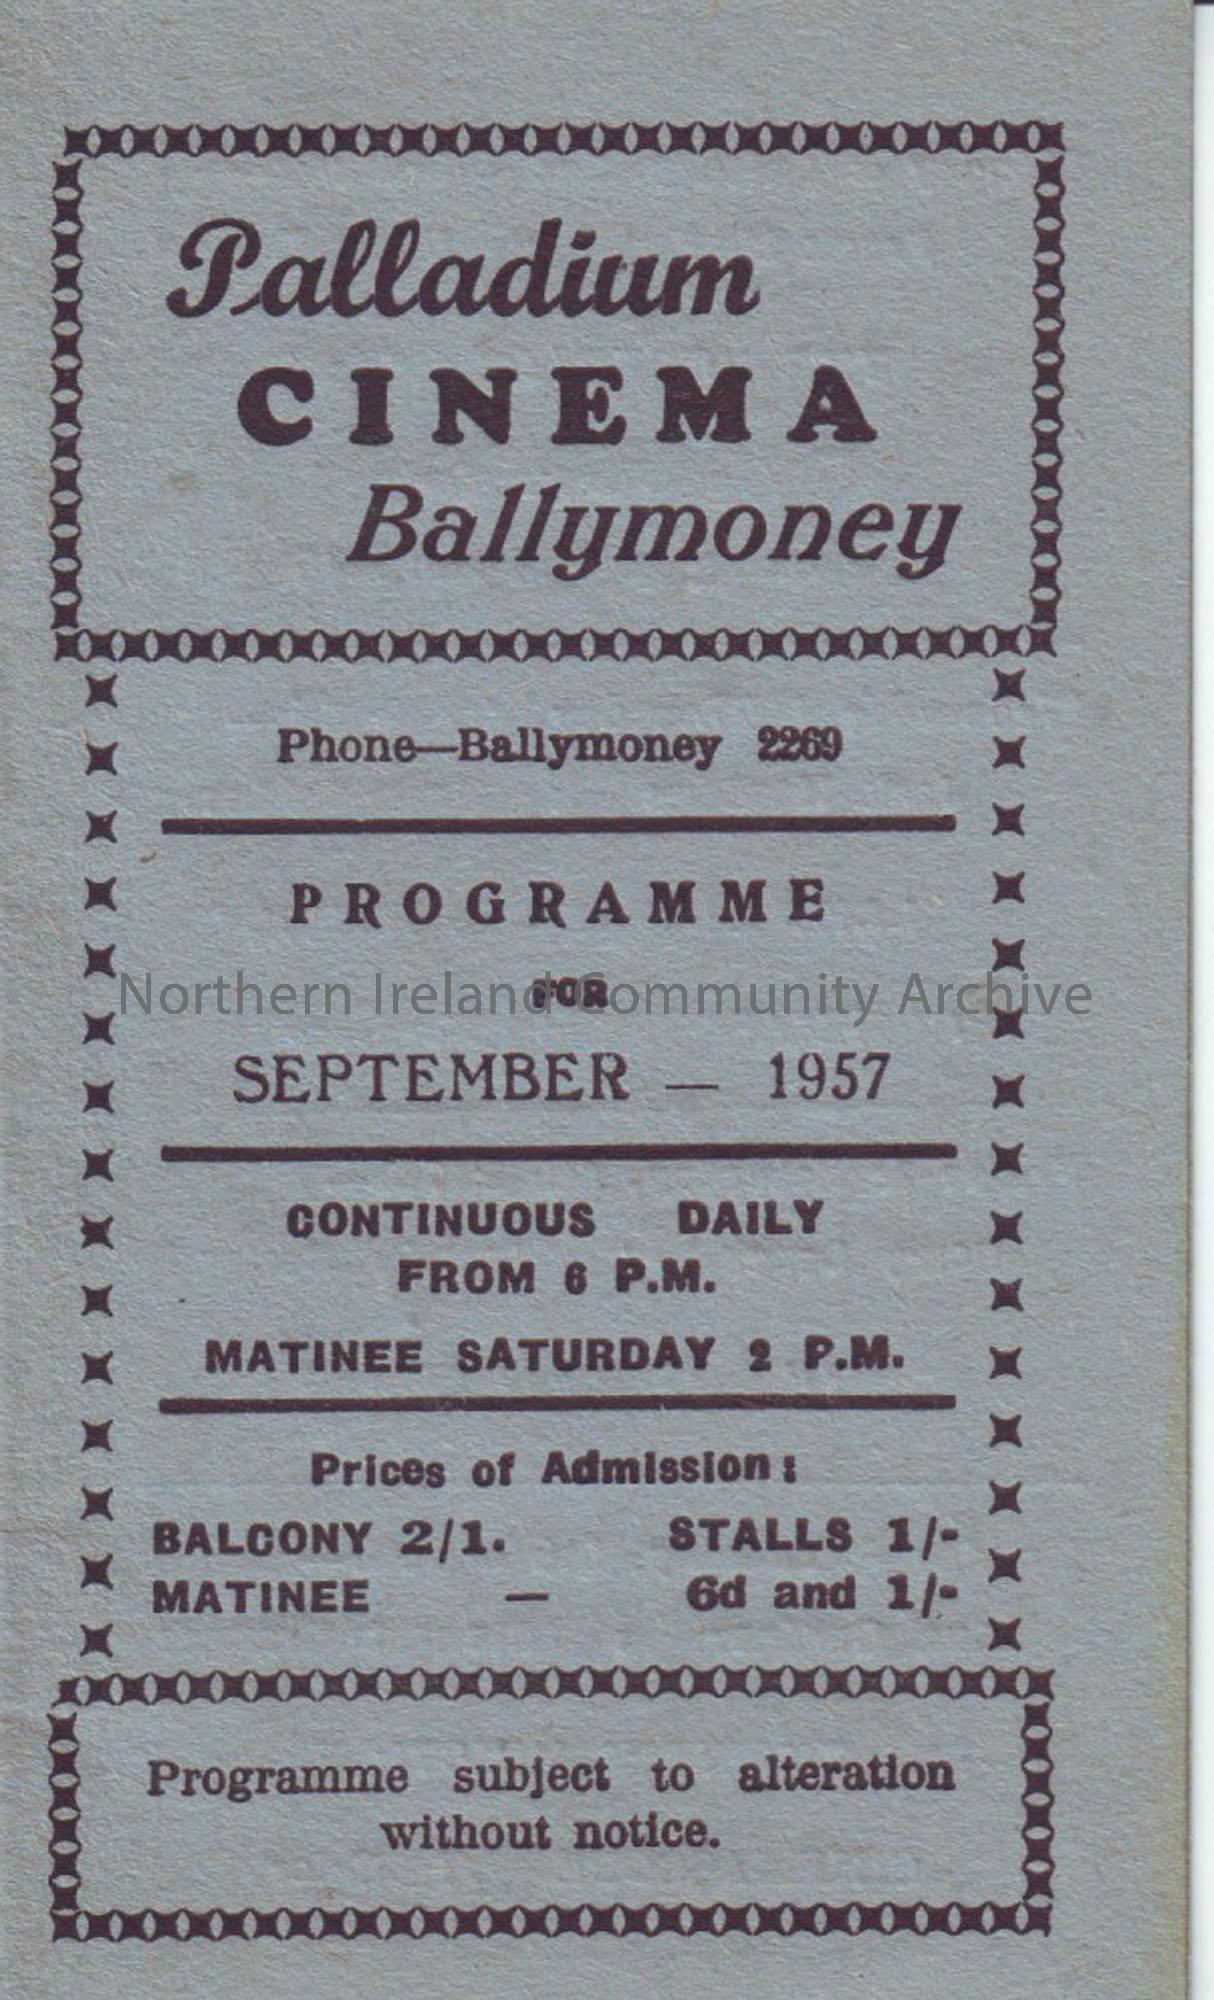 Palladium
CINEMA
Ballymoney
Phone—Ballymoney 2269
PROGRAMME
Northern Ireland Community Archive
FOR
SEPTEMBER — 1957
CONTINUOUS DAILY
FROM 6 P.M.
MATINEE SATURDAY 2 P.M.
Prices of Admission:
BALCONY 2/1. STALLS 1/-
MATINEE — 6d and 1/-
Programme subject to alteration
without notice.